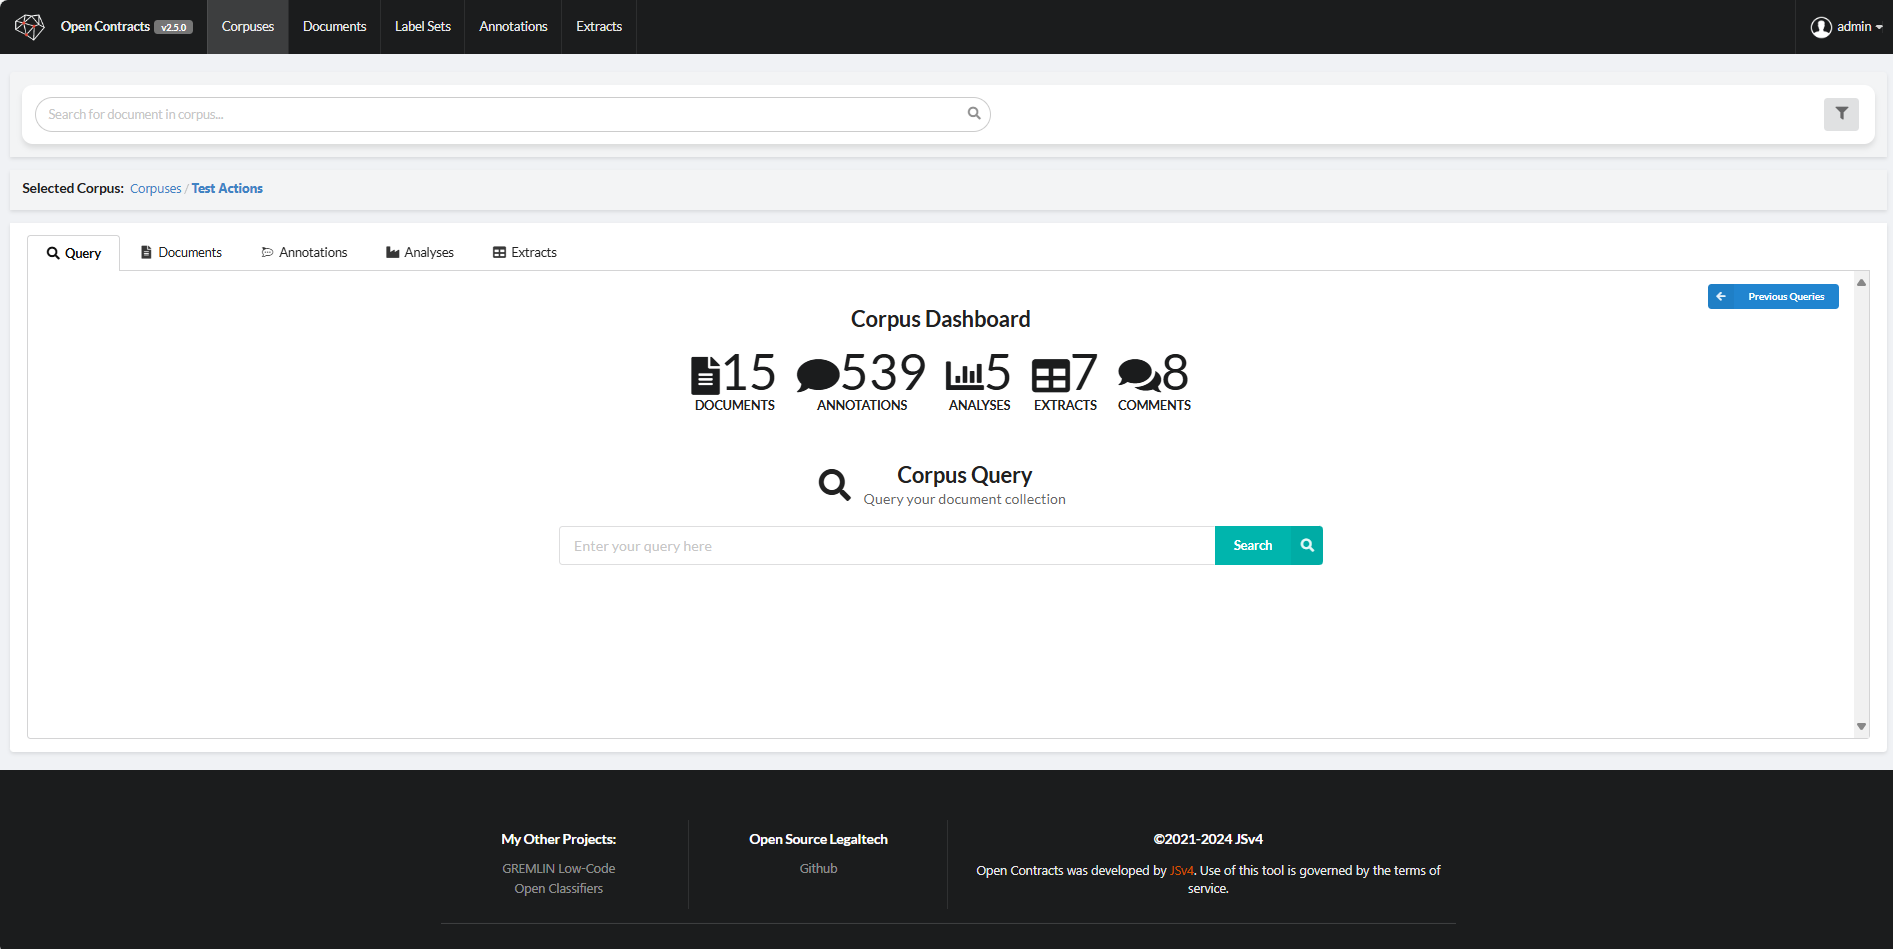 Open Contracts v2.5.0 Corpuses Documents Label Sets Annotations Extracts admin
Search for document in corpus...
Selected Corpus: Corpuses / Test Actions
Query Documents Annotations Analyses Extracts
Previous Queries
Corpus Dashboard
15 539 5 7 8
DOCUMENTS ANNOTATIONS ANALYSES EXTRACTS COMMENTS
Corpus Query
Query your document collection
Enter your query here Search
My Other Projects:
GREMLIN Low-Code
Open Classifiers
Open Source Legaltech
Github
©2021-2024 JSv4
Open Contracts was developed by JSv4. Use of this tool is governed by the terms of
service.